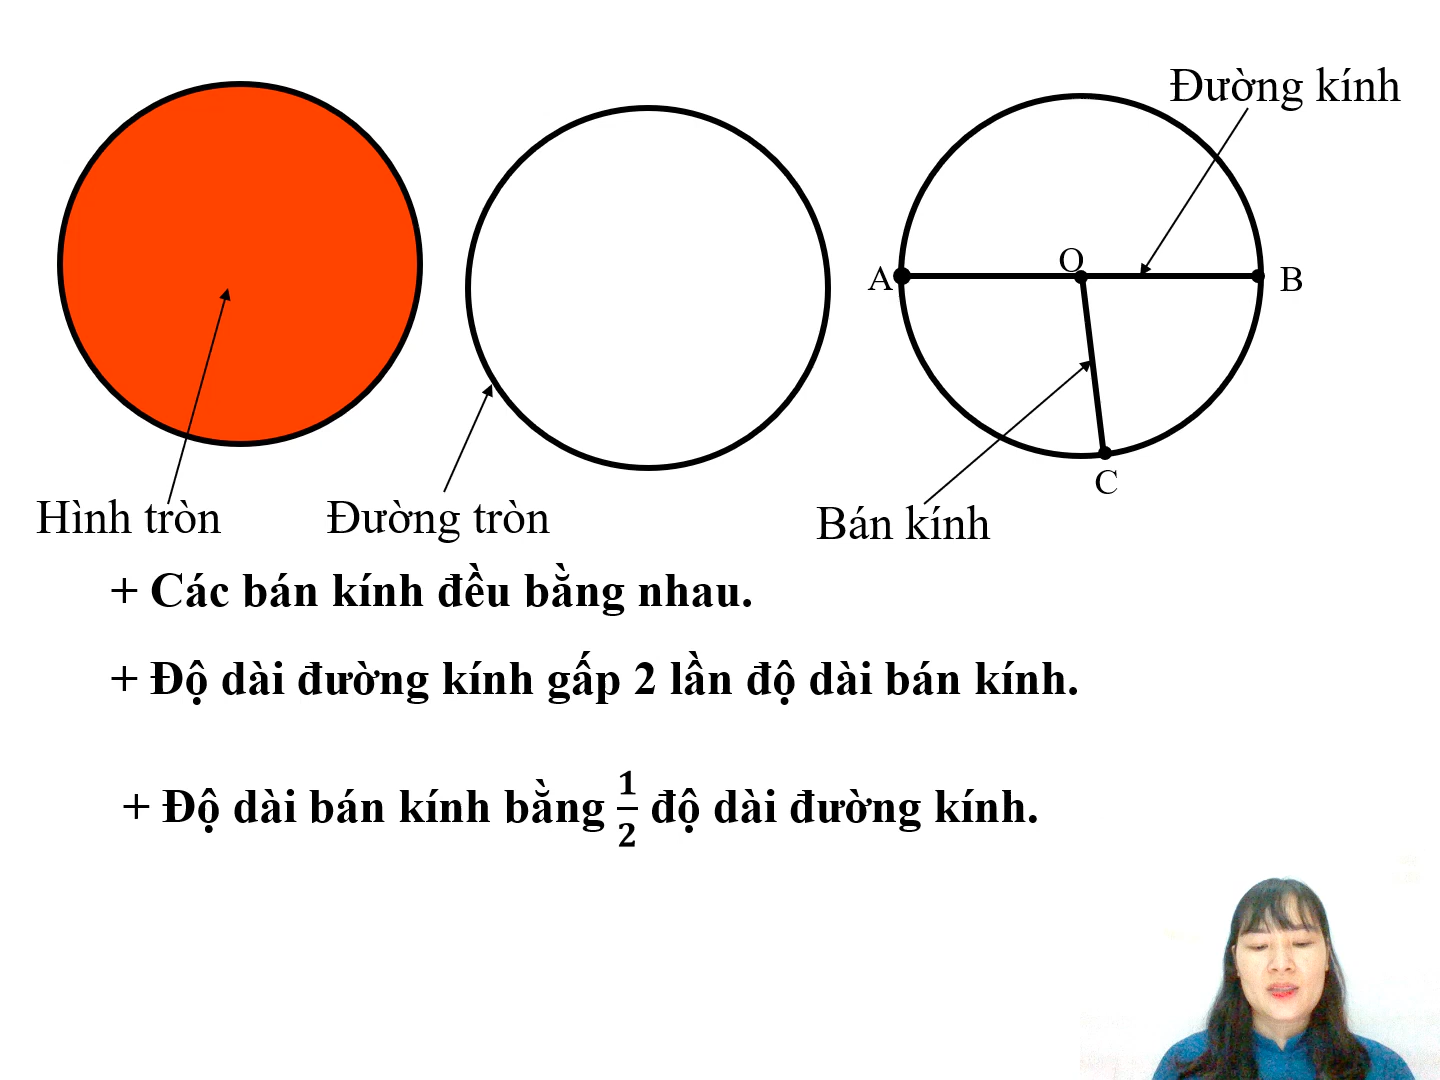 Đường kính
A
O
B
C
Hình tròn
Đường tròn
Bán kính
+ Các bán kính đều bằng nhau.
+ Độ dài đường kính gấp 2 lần độ dài bán kính.
+ Độ dài bán kính bằng 1/2 độ dài đường kính.